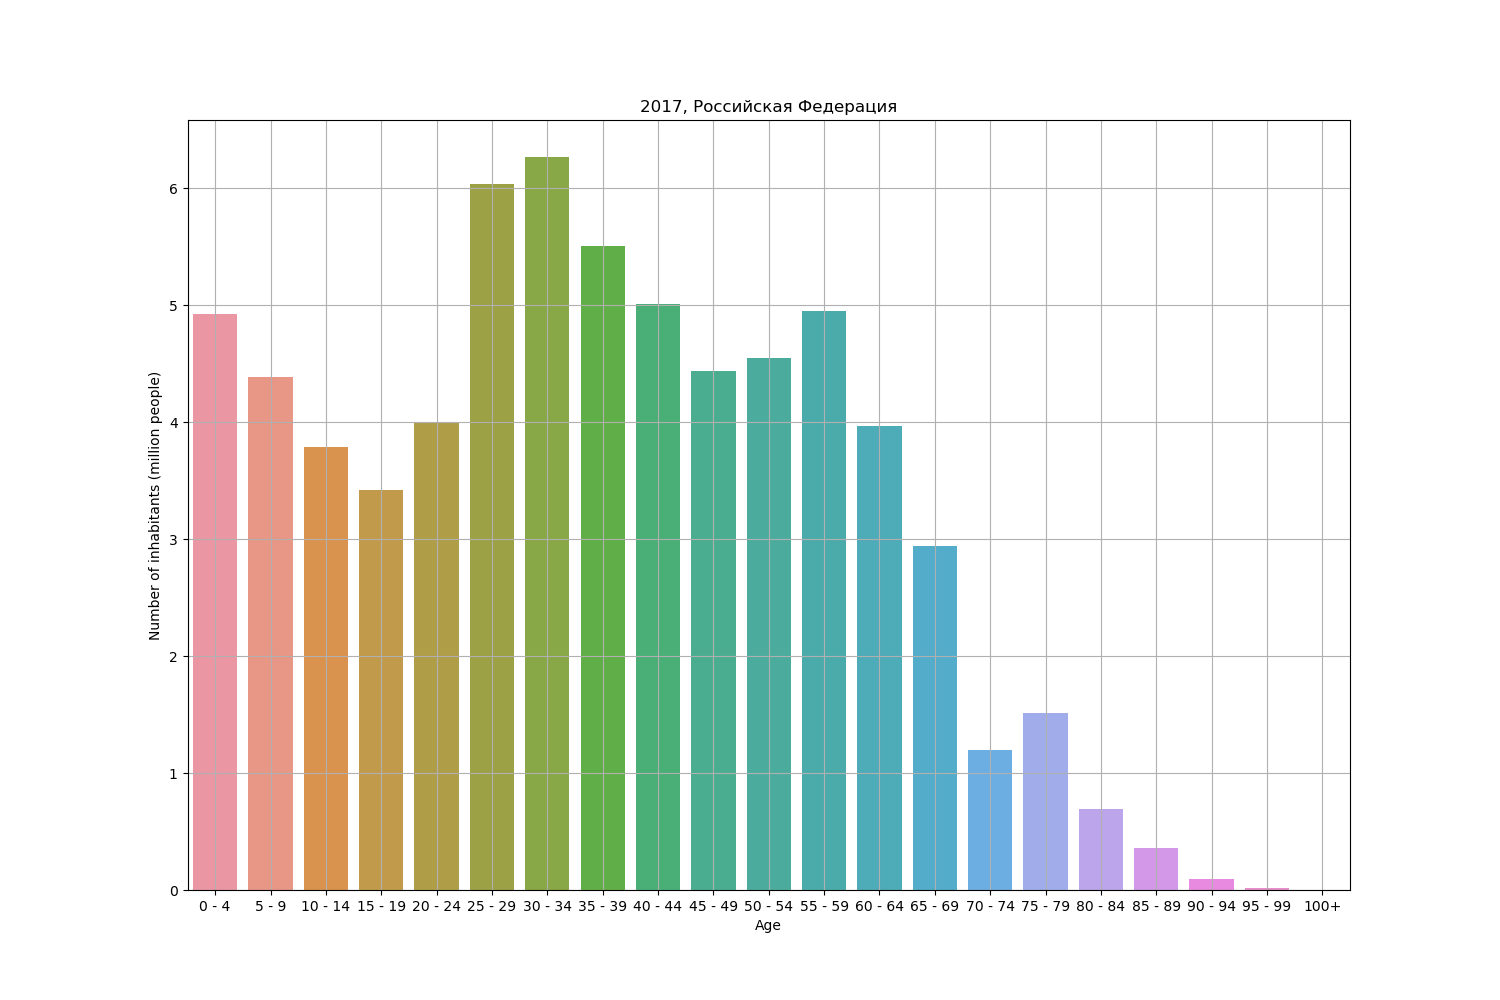 2017, Российская Федерация
Number of inhabitants (million people)
6
5
4
3
2
1
0
0 - 4 5 - 9 10 - 14 15 - 19 20 - 24 25 - 29 30 - 34 35 - 39 40 - 44 45 - 49 50 - 54 55 - 59 60 - 64 65 - 69 70 - 74 75 - 79 80 - 84 85 - 89 90 - 94 95 - 99 100+
Age